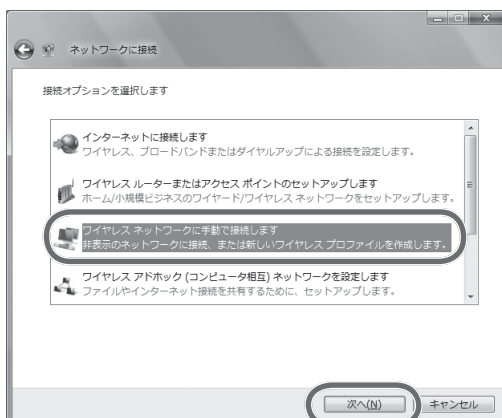 ネットワークに接続
接続オプションを選択します
インターネットに接続します
ワイヤレス、ブロードバンドまたはダイヤルアップによる接続を設定します。
ワイヤレス ルーターまたはアクセス ポイントのセットアップします
ホーム/小規模ビジネスのワイヤード/ワイヤレス ネットワークをセットアップします。
ワイヤレス ネットワークに手動で接続します
非表示のネットワークに接続、または新しいワイヤレス プロファイルを作成します。
ワイヤレス アドホック (コンピュータ相互) ネットワークを設定します
ファイルやインターネット接続を共有するために、セットアップします。
次へ(N)
キャンセル